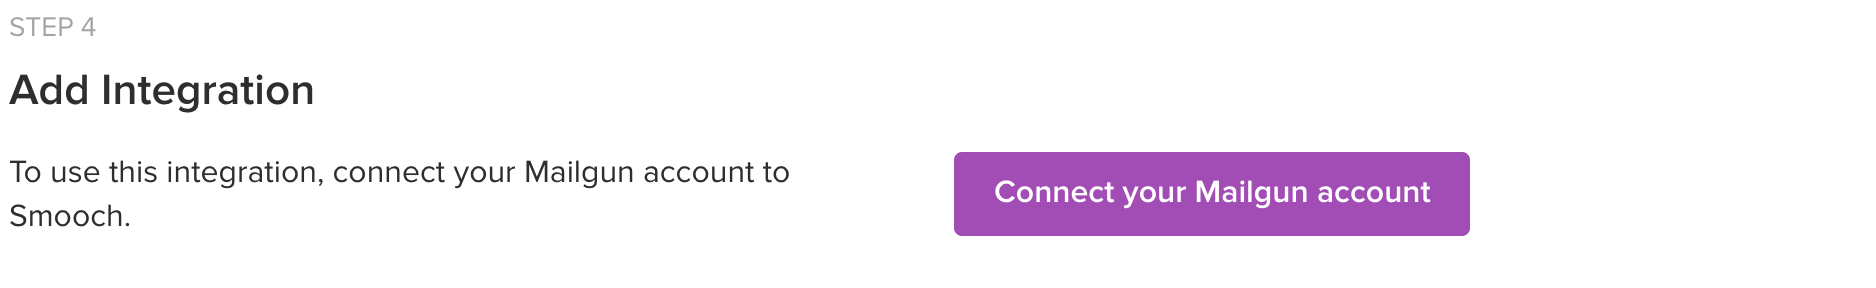 STEP 4
Add Integration
To use this integration, connect your Mailgun account to
Smooch.
Connect your Mailgun account